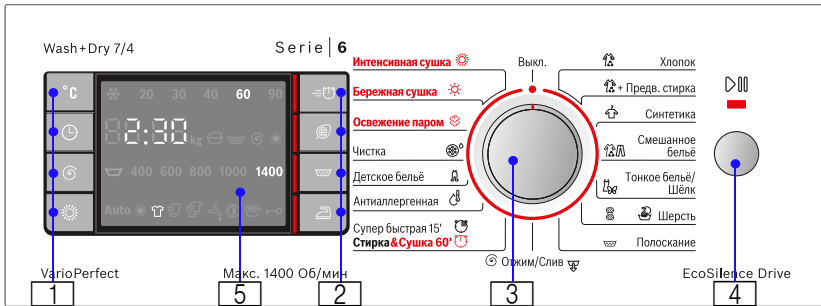 Wash+Dry 7/4
Serie | 6
°C
20 30 40 60 90
8 2:30 kg
400 600 800 1000 1400
Auto
VarioPerfect
Макс. 1400 Об/мин
1
5
2
Интенсивная сушка
Бережная сушка
Освежение паром
Чистка
Детское бельё
Антиаллергенная
Супер быстрая 15'
Стирка&Сушка 60'
Выкл.
Отжим/Слив
3
Хлопок
+ Предв. стирка
Синтетика
Смешанное
бельё
Тонкое бельё/
Шёлк
Шерсть
Полоскание
EcoSilence Drive
4